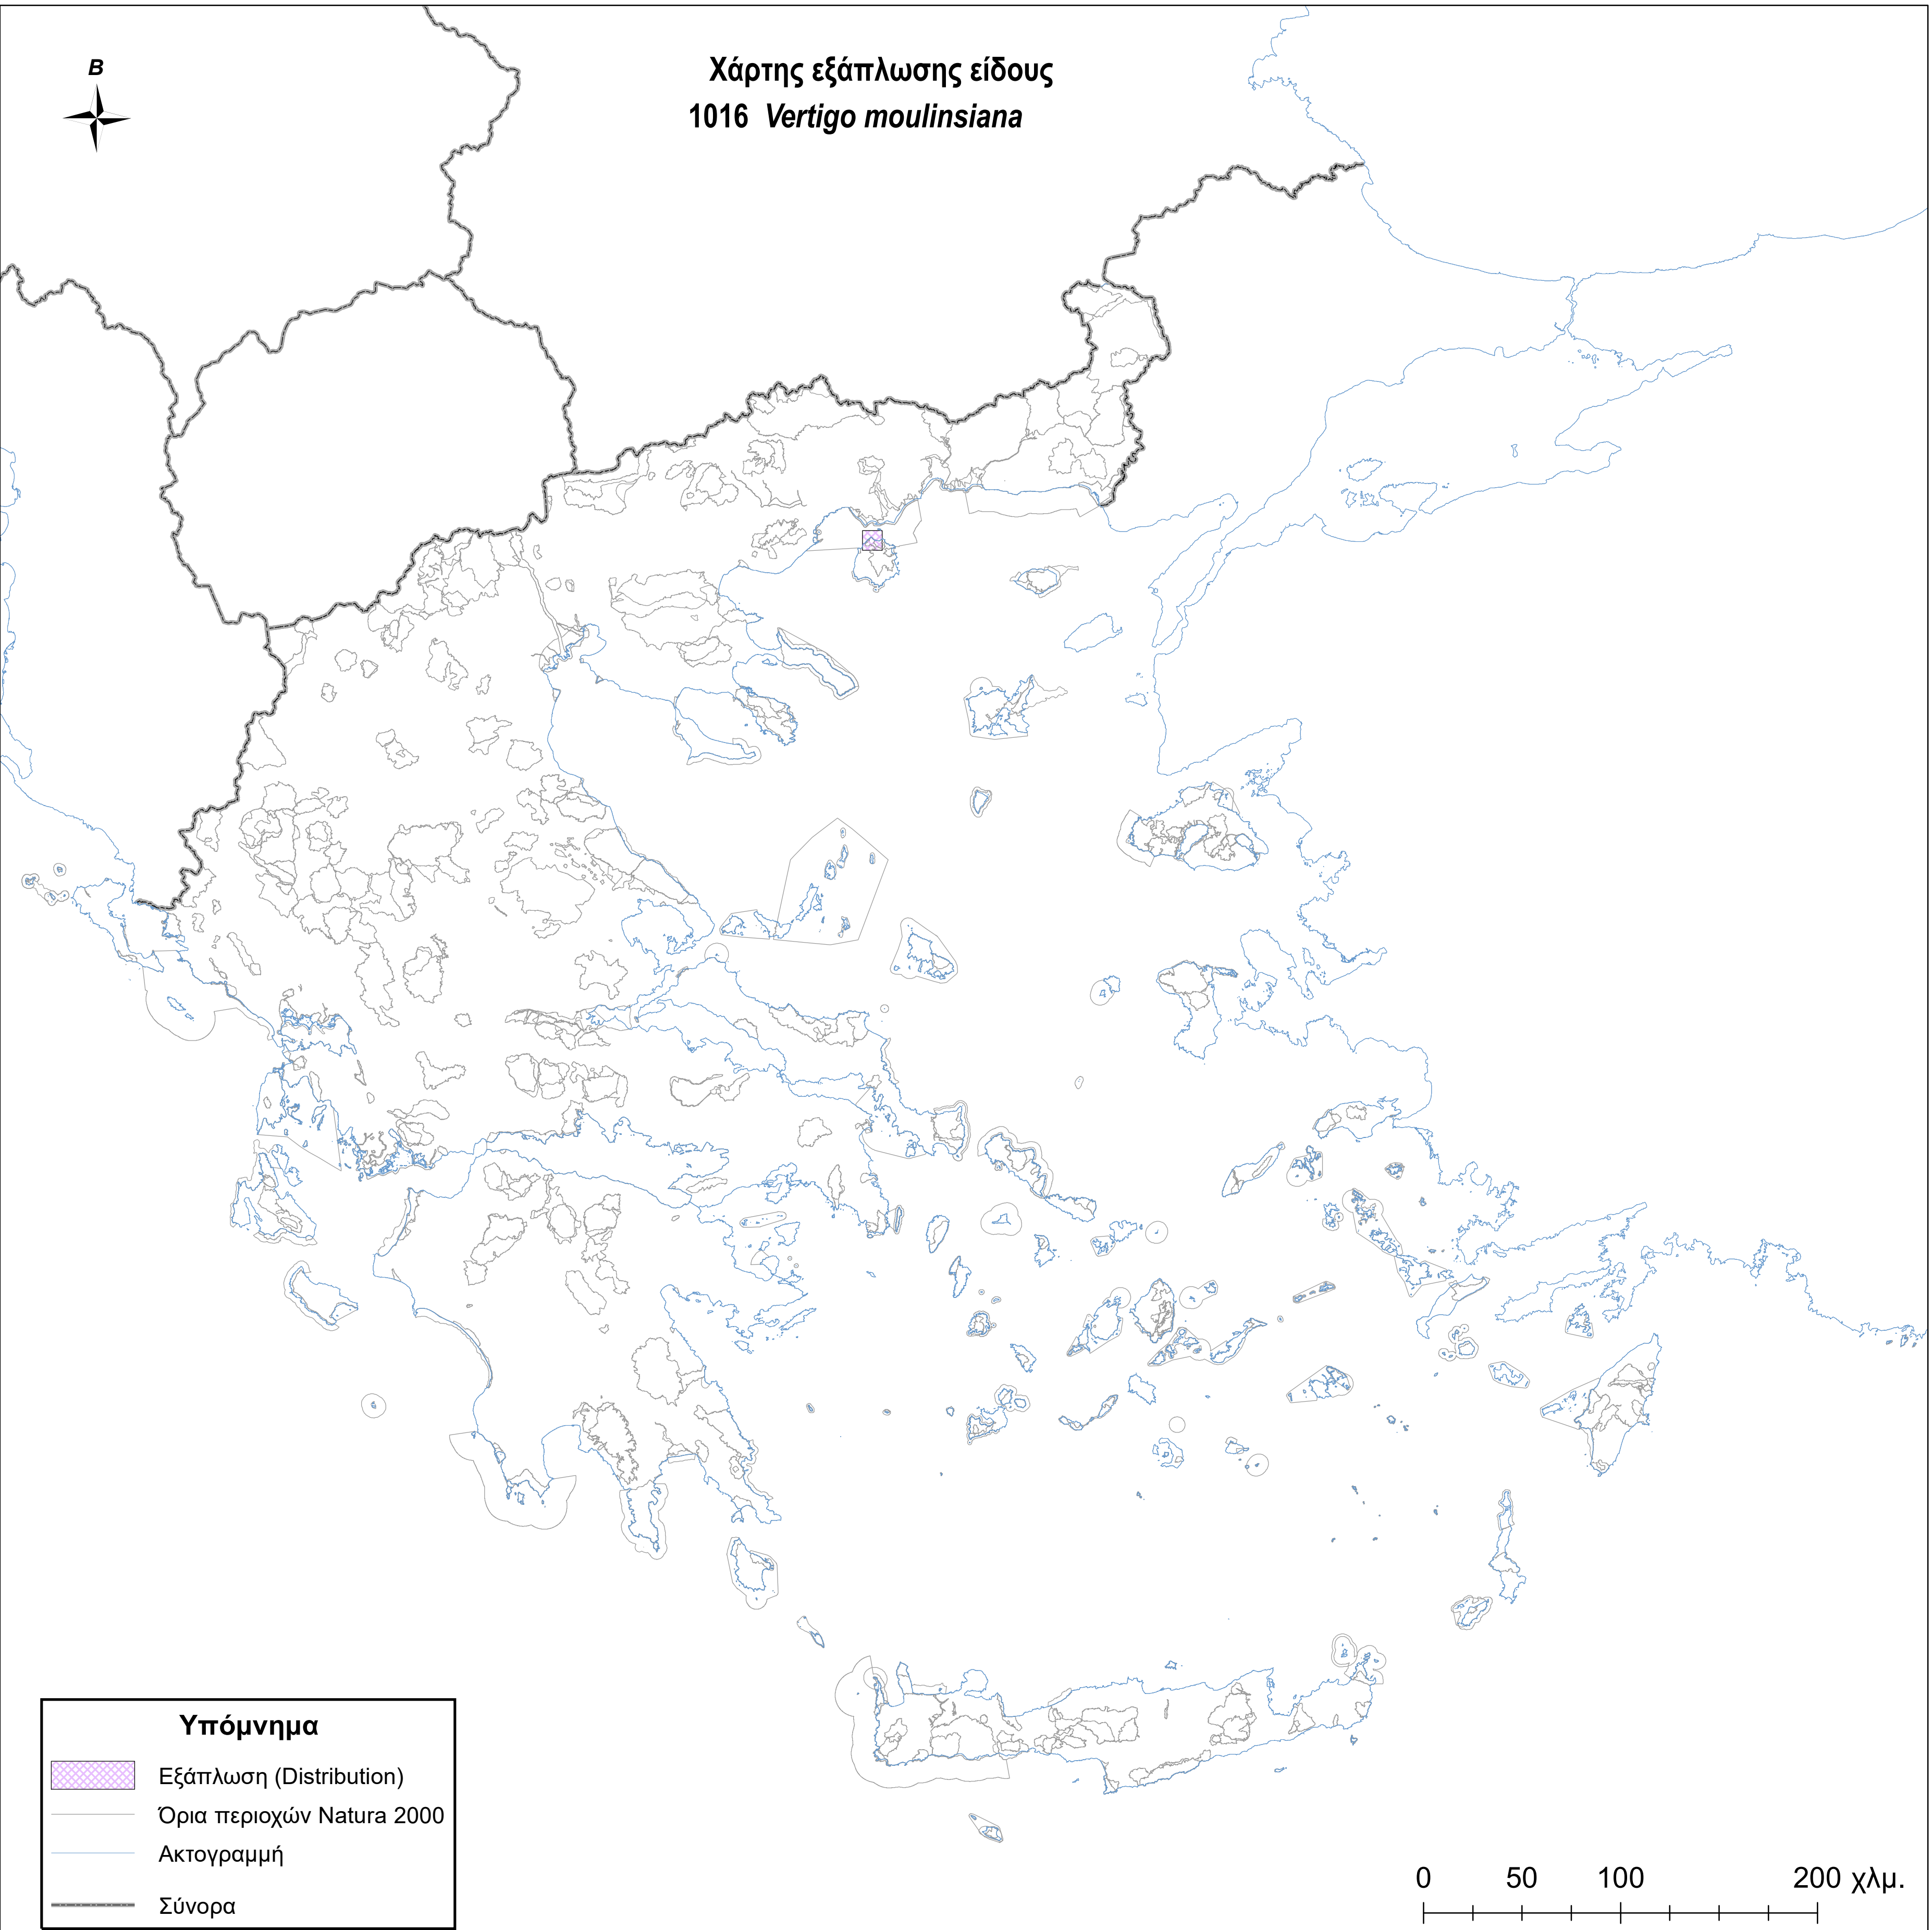 B
Χάρτης εξάπλωσης είδους
1016 Vertigo moulinsiana
Υπόμνημα
Εξάπλωση (Distribution)
Όρια περιοχών Natura 2000
Ακτογραμμή
Σύνορα
0 50 100 200 χλμ.